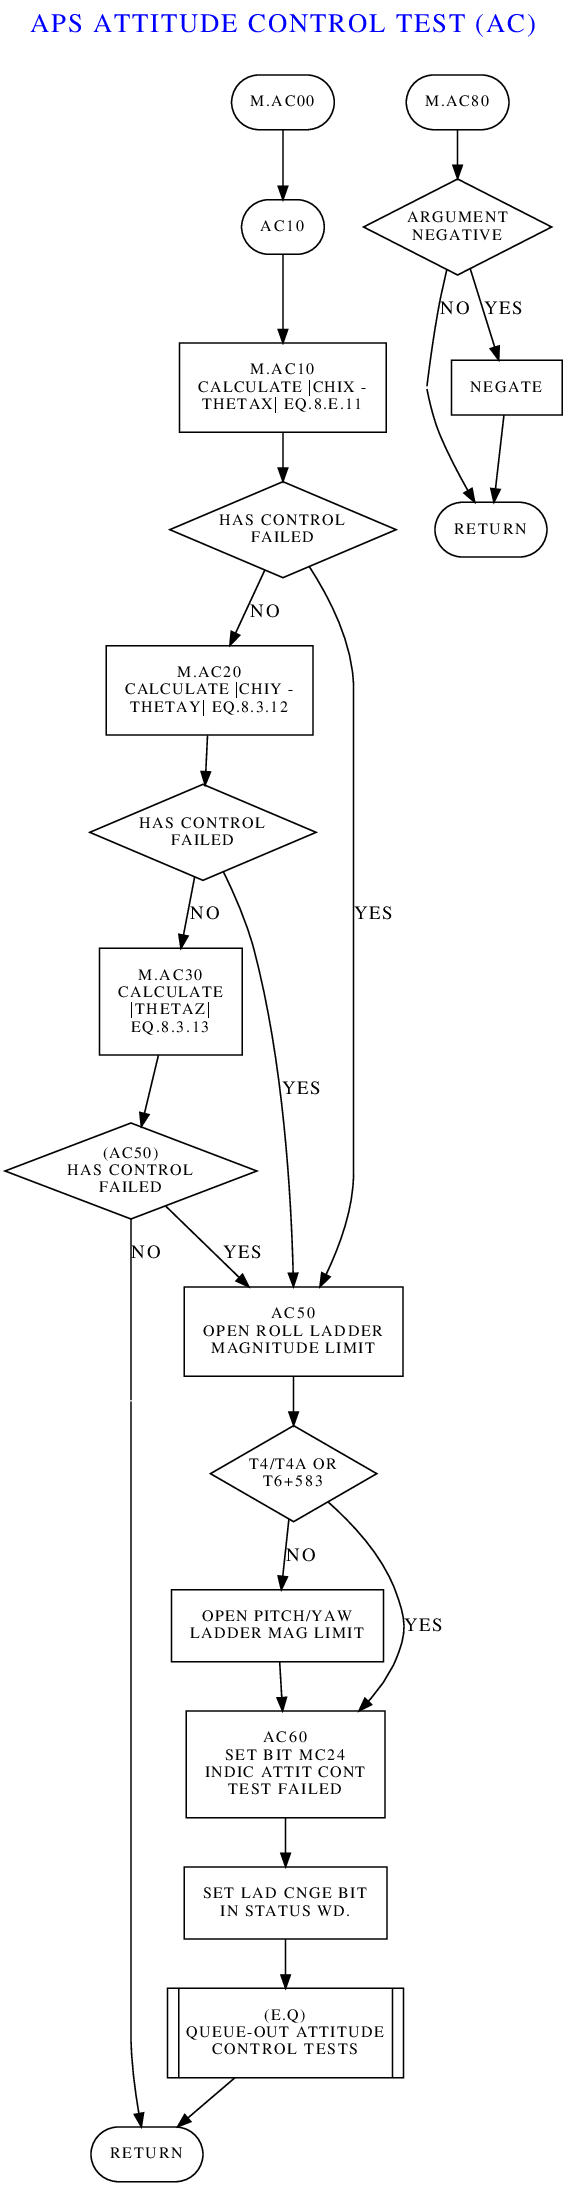 APS ATTITUDE CONTROL TEST (AC)
M.AC00
M.AC80
AC10
ARGUMENT
NEGATIVE
NO
YES
M.AC10
CALCULATE |CHIX -
THETAX| EQ.8.E.11
NEGATE
HAS CONTROL
FAILED
RETURN
NO
M.AC20
CALCULATE |CHIY -
THETAY| EQ.8.3.12
HAS CONTROL
FAILED
NO
YES
M.AC30
CALCULATE
|THETAZ|
EQ.8.3.13
YES
(AC50)
HAS CONTROL
FAILED
NO
YES
AC50
OPEN ROLL LADDER
MAGNITUDE LIMIT
T4/T4A OR
T6+583
NO
OPEN PITCH/YAW
LADDER MAG LIMIT
YES
AC60
SET BIT MC24
INDIC ATTIT CONT
TEST FAILED
SET LAD CNGE BIT
IN STATUS WD.
(E.Q)
QUEUE-OUT ATTITUDE
CONTROL TESTS
RETURN